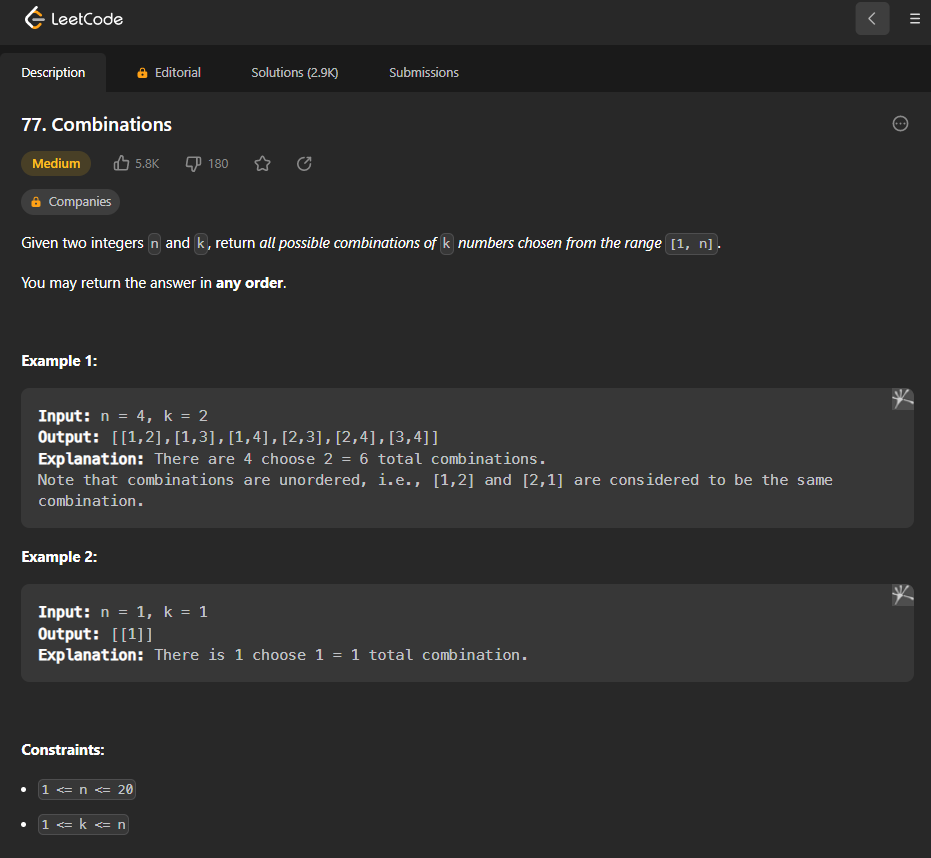 LeetCode
Description Editorial Solutions (2.9K) Submissions
77. Combinations
Medium 5.8K 180
Companies
Given two integers n and k, return all possible combinations of k numbers chosen from the range [1, n].
You may return the answer in any order.
Example 1:
Input: n = 4, k = 2
Output: [[1,2],[1,3],[1,4],[2,3],[2,4],[3,4]]
Explanation: There are 4 choose 2 = 6 total combinations.
Note that combinations are unordered, i.e., [1,2] and [2,1] are considered to be the same
combination.
Example 2:
Input: n = 1, k = 1
Output: [[1]]
Explanation: There is 1 choose 1 = 1 total combination.
Constraints:
• 1 <= n <= 20
• 1 <= k <= n